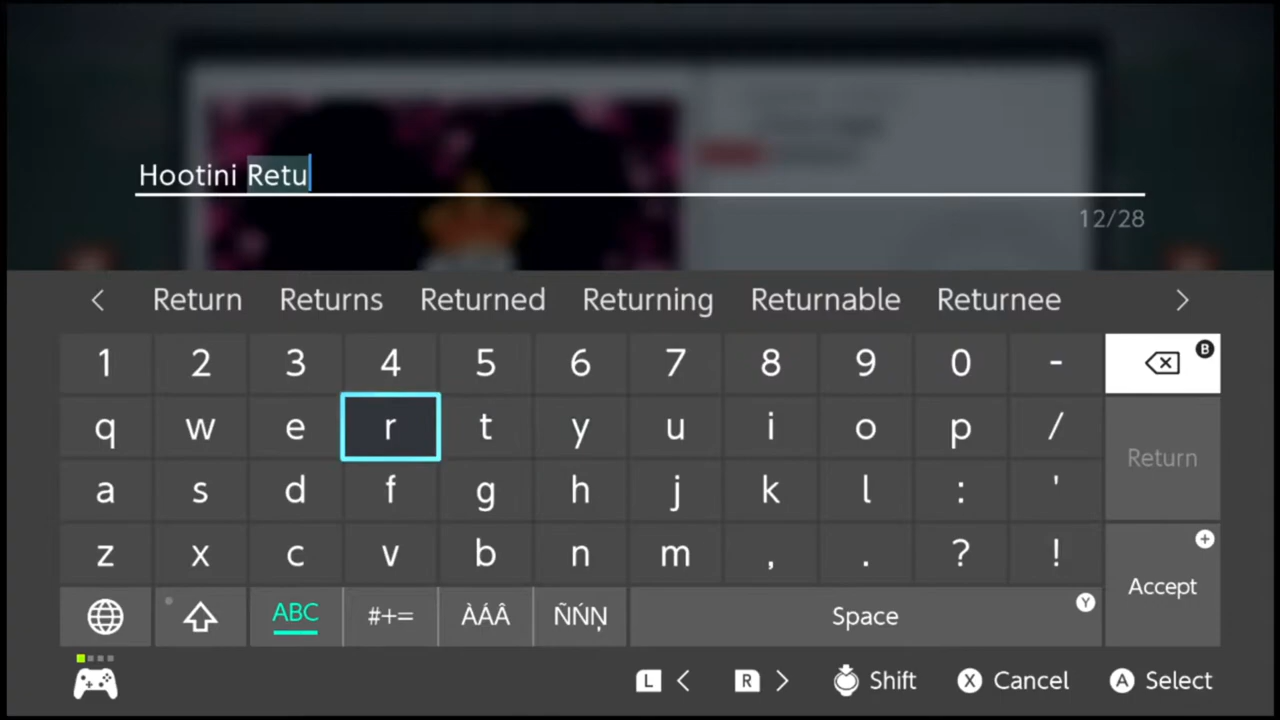 Hootini Retu
12/28
Return Returns Returned Returning Returnable Returnee
1 2 3 4 5 6 7 8 9 0 - B
q w e r t y u i o p / Return
a s d f g h j k l : '
z x c v b n m , . ? ! + Accept
ABC #+= ÀÁÂ ÑŃŅ Space Y
L < R > Shift X Cancel A Select